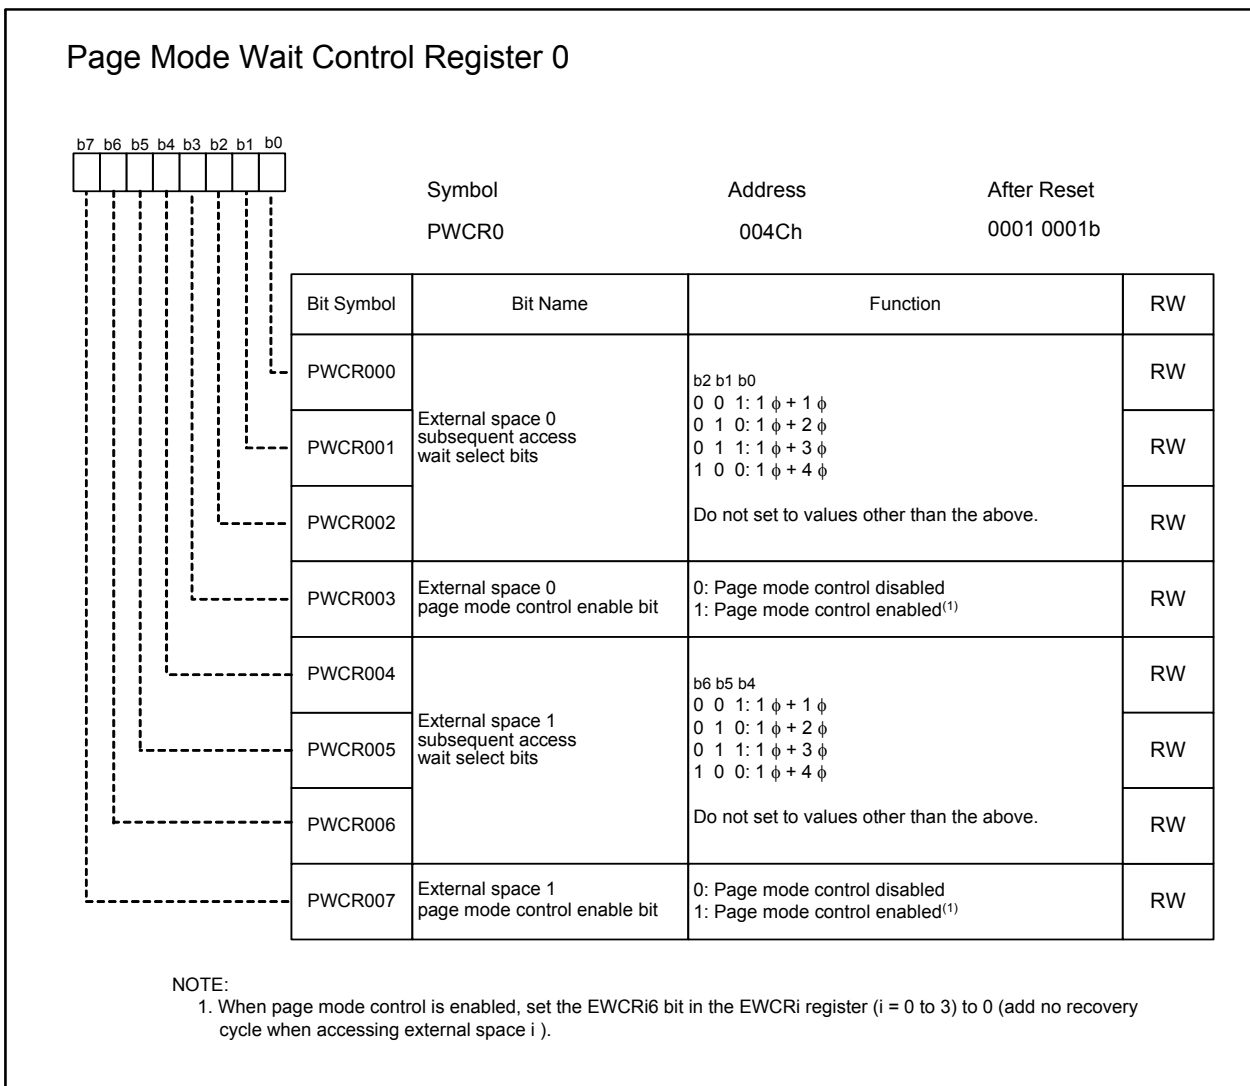 Page Mode Wait Control Register 0
b7 b6 b5 b4 b3 b2 b1 b0
Symbol Address After Reset
PWCR0 004Ch 0001 0001b
Bit Symbol Bit Name Function RW
PWCR000 RW
PWCR001 RW
PWCR002 RW
External space 0
subsequent access
wait select bits
b2 b1 b0
0 0 1: 1 ϕ + 1 ϕ
0 1 0: 1 ϕ + 2 ϕ
0 1 1: 1 ϕ + 3 ϕ
1 0 0: 1 ϕ + 4 ϕ
Do not set to values other than the above.
PWCR003 RW
External space 0
page mode control enable bit
0: Page mode control disabled
1: Page mode control enabled(1)
PWCR004 RW
PWCR005 RW
PWCR006 RW
External space 1
subsequent access
wait select bits
b6 b5 b4
0 0 1: 1 ϕ + 1 ϕ
0 1 0: 1 ϕ + 2 ϕ
0 1 1: 1 ϕ + 3 ϕ
1 0 0: 1 ϕ + 4 ϕ
Do not set to values other than the above.
PWCR007 RW
External space 1
page mode control enable bit
0: Page mode control disabled
1: Page mode control enabled(1)
NOTE:
1. When page mode control is enabled, set the EWCRi6 bit in the EWCRi register (i = 0 to 3) to 0 (add no recovery
cycle when accessing external space i ).